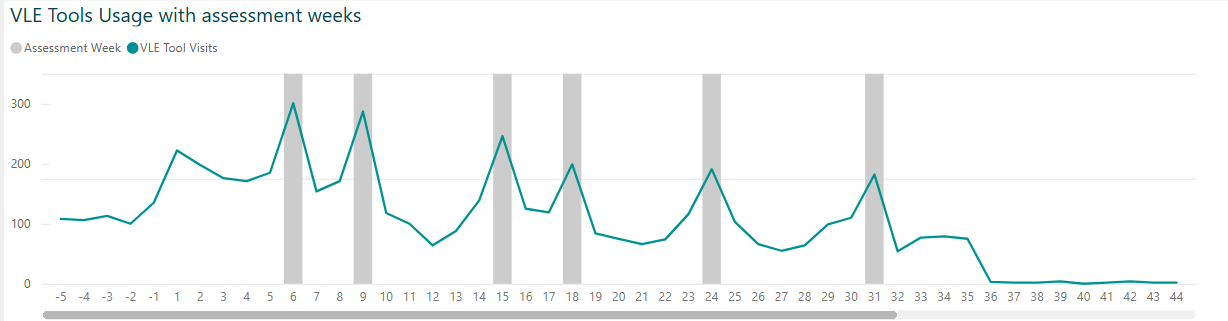 VLE Tools Usage with assessment weeks
Assessment Week VLE Tool Visits
300
200
100
0
-5 -4 -3 -2 -1 1 2 3 4 5 6 7 8 9 10 11 12 13 14 15 16 17 18 19 20 21 22 23 24 25 26 27 28 29 30 31 32 33 34 35 36 37 38 39 40 41 42 43 44